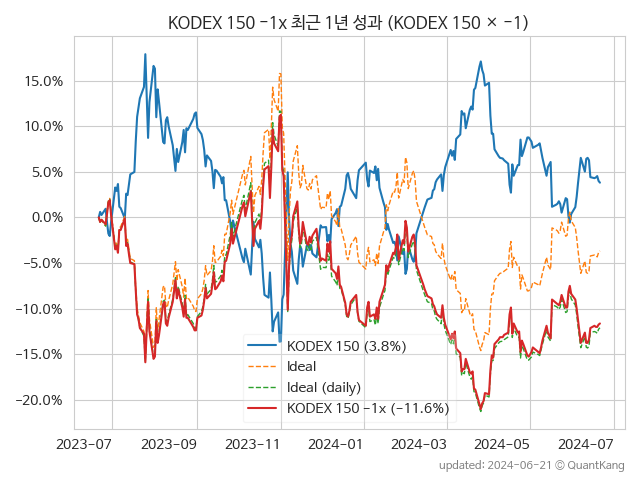 KODEX 150 −1x 최근 1년 성과 (KODEX 150 × −1)
15.0%
10.0%
5.0%
0.0%
−5.0%
−10.0%
−15.0%
−20.0%
KODEX 150 (3.8%)
Ideal
Ideal (daily)
KODEX 150 −1x (−11.6%)
2023-07 2023-09 2023-11 2024-01 2024-03 2024-05 2024-07
updated: 2024-06-21 © QuantKang